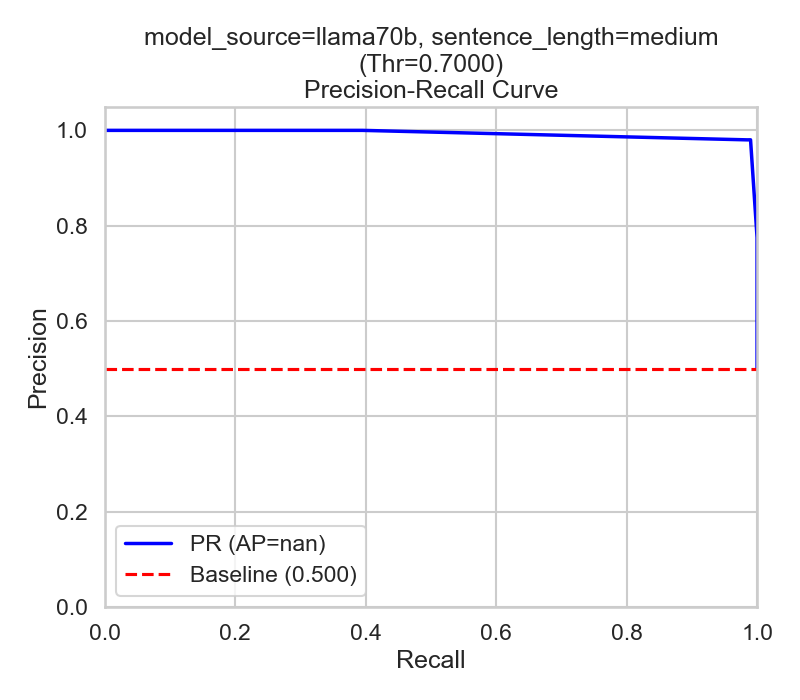 model_source=llama70b, sentence_length=medium
(Thr=0.7000)
Precision-Recall Curve
1.0
0.8
0.6
0.4
0.2
0.0
Precision
PR (AP=nan)
Baseline (0.500)
0.0 0.2 0.4 0.6 0.8 1.0
Recall